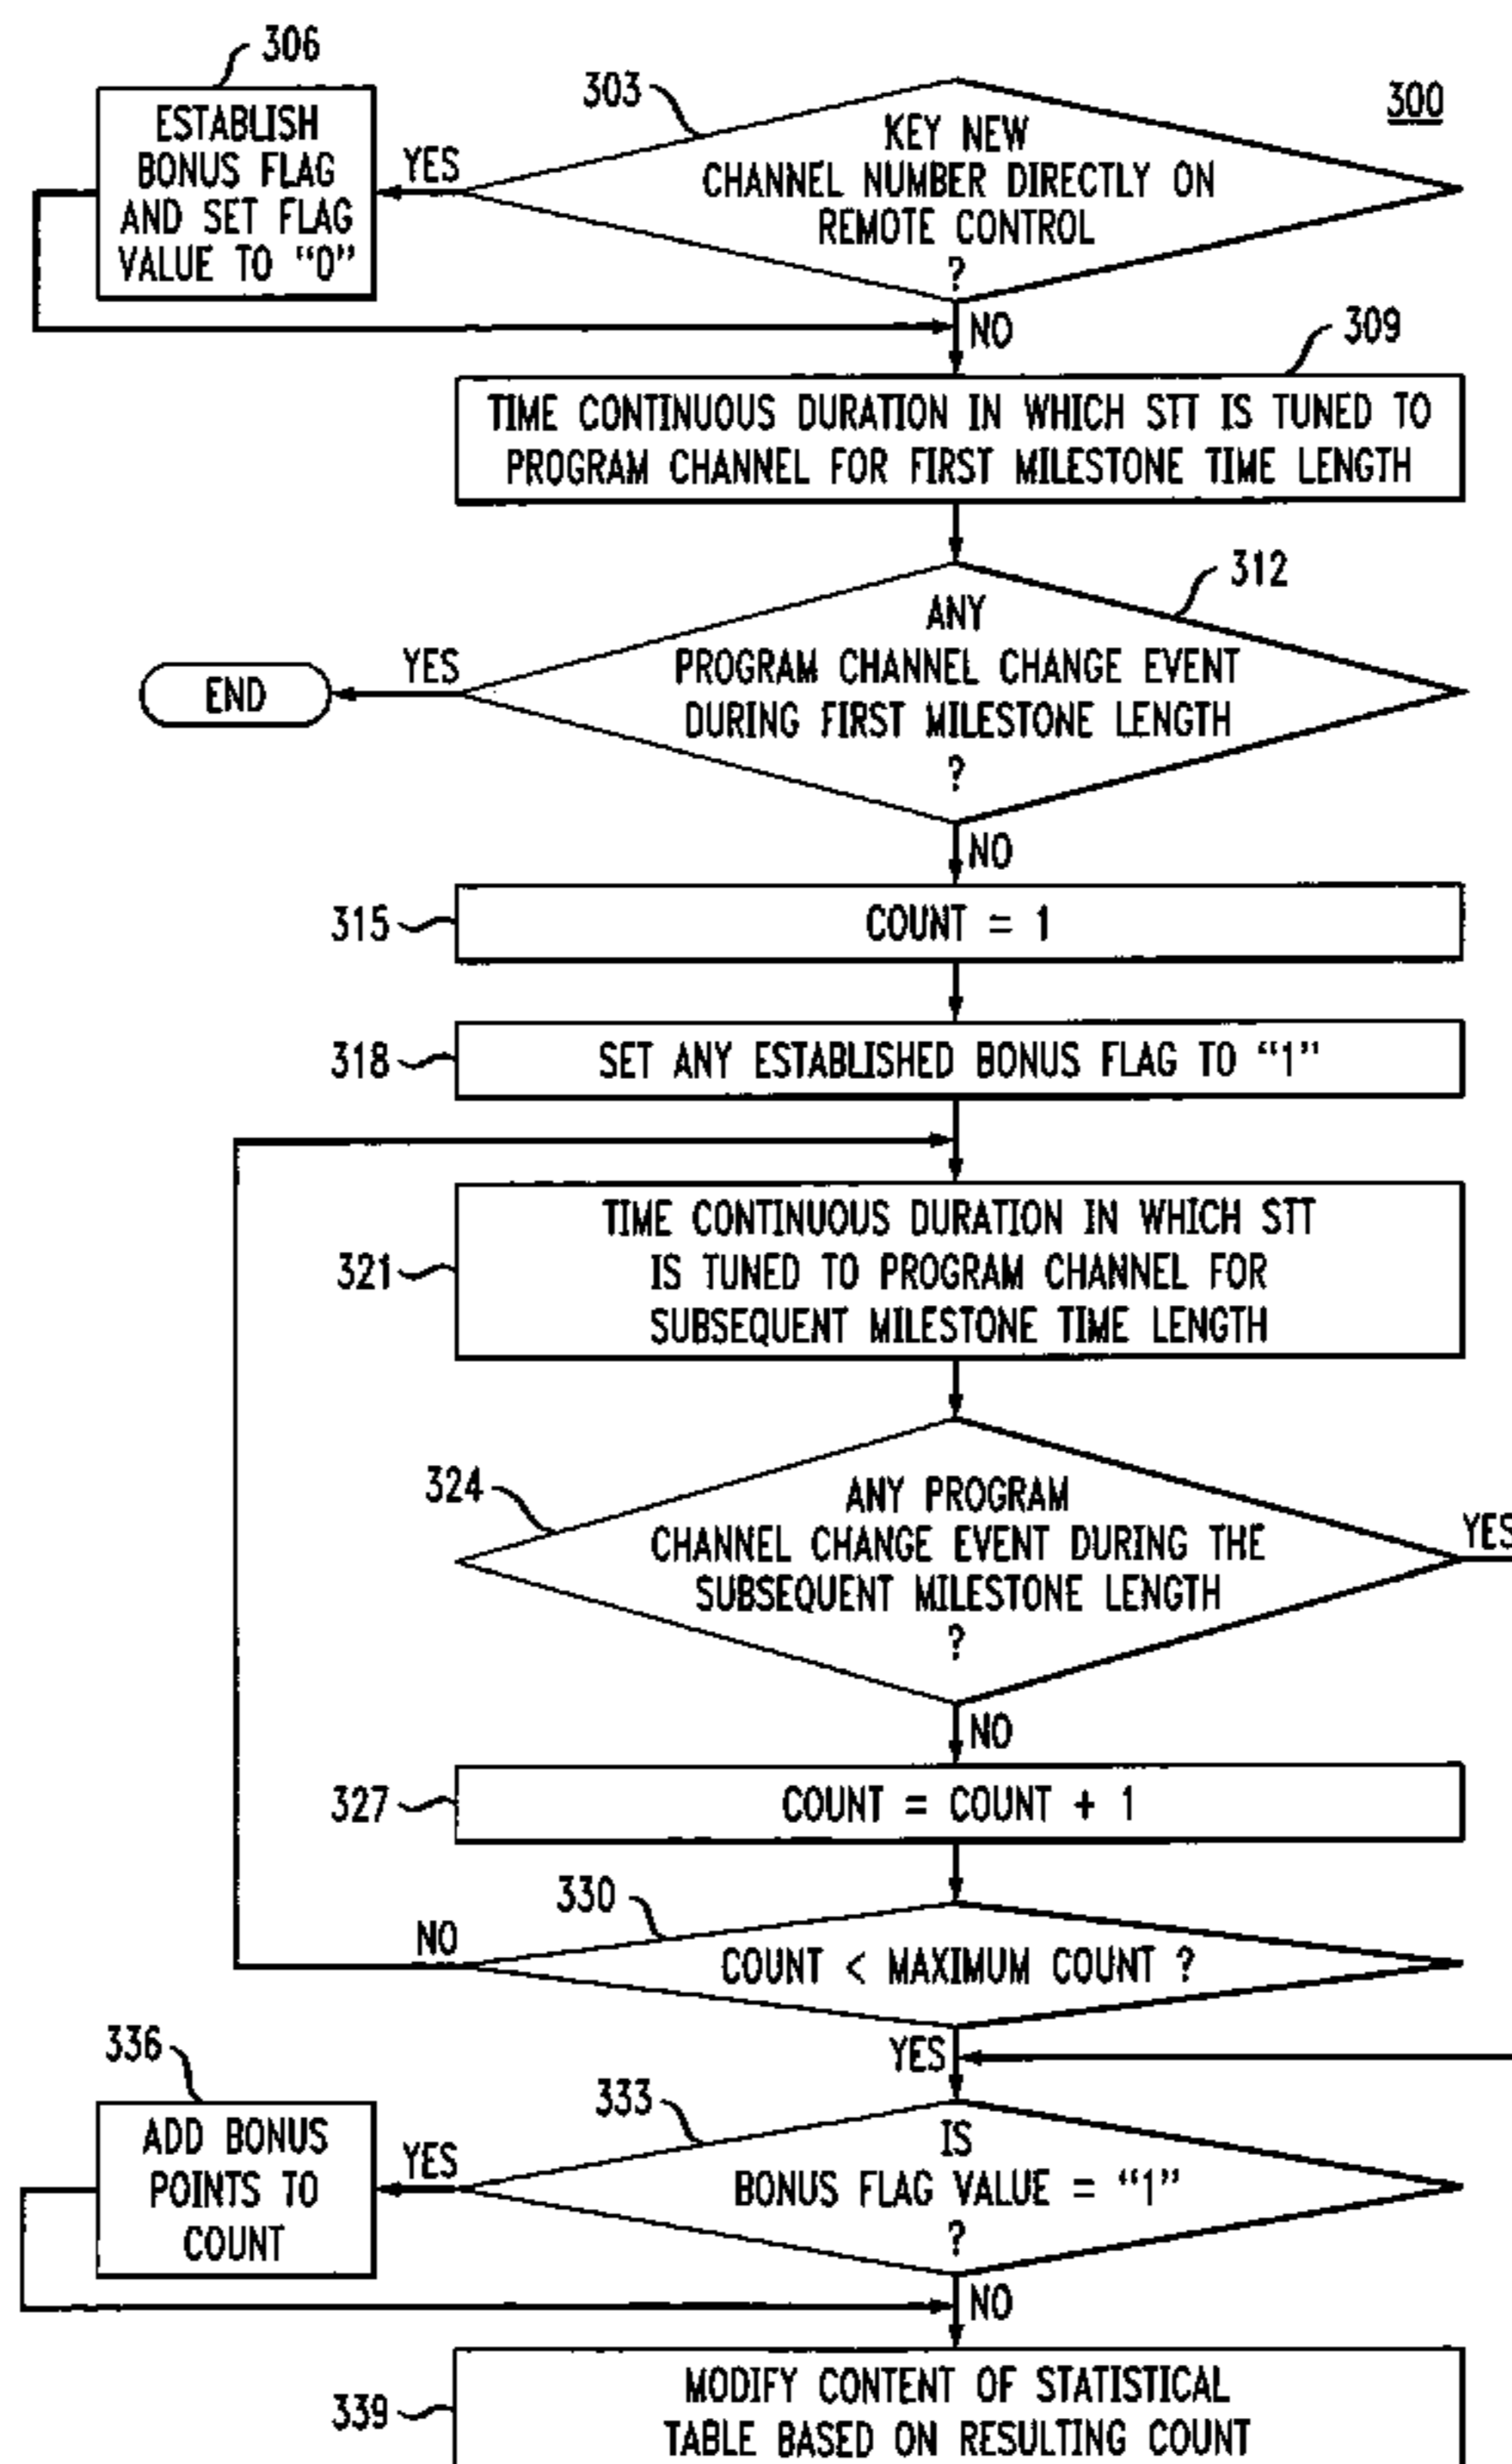 306
ESTABLISH
BONUS FLAG
AND SET FLAG
VALUE TO "0"
YES
303
KEY NEW
CHANNEL NUMBER DIRECTLY ON
REMOTE CONTROL
?
300
NO
309
TIME CONTINUOUS DURATION IN WHICH STT IS TUNED TO
PROGRAM CHANNEL FOR FIRST MILESTONE TIME LENGTH
312
ANY
PROGRAM CHANNEL CHANGE EVENT
DURING FIRST MILESTONE LENGTH
?
YES
END
NO
315
COUNT = 1
318
SET ANY ESTABLISHED BONUS FLAG TO "1"
321
TIME CONTINUOUS DURATION IN WHICH STT
IS TUNED TO PROGRAM CHANNEL FOR
SUBSEQUENT MILESTONE TIME LENGTH
324
ANY PROGRAM
CHANNEL CHANGE EVENT DURING THE
SUBSEQUENT MILESTONE LENGTH
?
YES
NO
327
COUNT = COUNT + 1
330
COUNT < MAXIMUM COUNT ?
NO
YES
336
ADD BONUS
POINTS TO
COUNT
YES
333
IS
BONUS FLAG VALUE = "1"
?
NO
339
MODIFY CONTENT OF STATISTICAL
TABLE BASED ON RESULTING COUNT